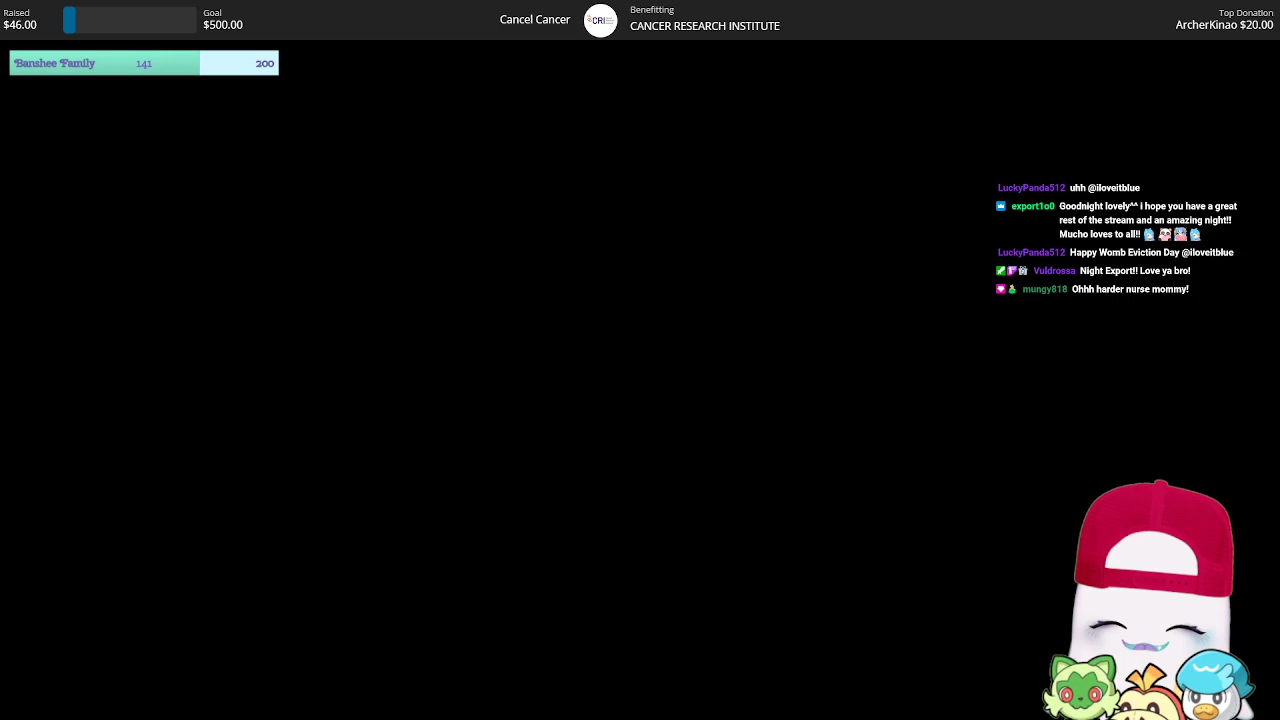 Raised
$46.00
Goal
$500.00
Cancel Cancer
CRI
Benefitting
CANCER RESEARCH INSTITUTE
Top Donation
ArcherKinao $20.00
Banshee Family 141 200
LuckyPanda512 uhh @iloveitblue
export1o0 Goodnight lovely^^ i hope you have a great
rest of the stream and an amazing night!!
Mucho loves to all!!
LuckyPanda512 Happy Womb Eviction Day @iloveitblue
Vuldrossa Night Export!! Love ya bro!
mungy818 Ohhh harder nurse mommy!